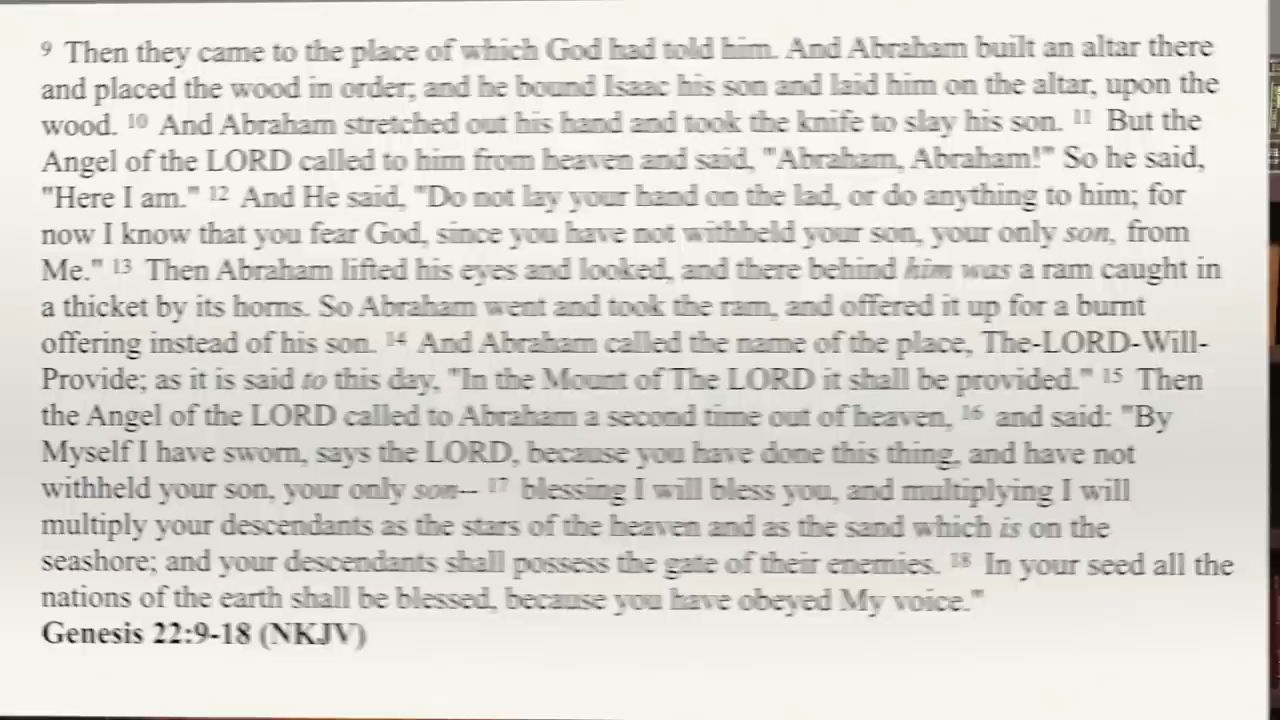 9 Then they came to the place of which God had told him. And Abraham built an altar there
and placed the wood in order; and he bound Isaac his son and laid him on the altar, upon the
wood. 10 And Abraham stretched out his hand and took the knife to slay his son. 11 But the
Angel of the LORD called to him from heaven and said, "Abraham, Abraham!" So he said,
"Here I am." 12 And He said, "Do not lay your hand on the lad, or do anything to him; for
now I know that you fear God, since you have not withheld your son, your only son, from
Me." 13 Then Abraham lifted his eyes and looked, and there behind him was a ram caught in
a thicket by its horns. So Abraham went and took the ram, and offered it up for a burnt
offering instead of his son. 14 And Abraham called the name of the place, The-LORD-Will-
Provide; as it is said to this day, "In the Mount of The LORD it shall be provided." 15 Then
the Angel of the LORD called to Abraham a second time out of heaven, 16 and said: "By
Myself I have sworn, says the LORD, because you have done this thing, and have not
withheld your son, your only son-- 17 blessing I will bless you, and multiplying I will
multiply your descendants as the stars of the heaven and as the sand which is on the
seashore; and your descendants shall possess the gate of their enemies. 18 In your seed all the
nations of the earth shall be blessed, because you have obeyed My voice."
Genesis 22:9-18 (NKJV)